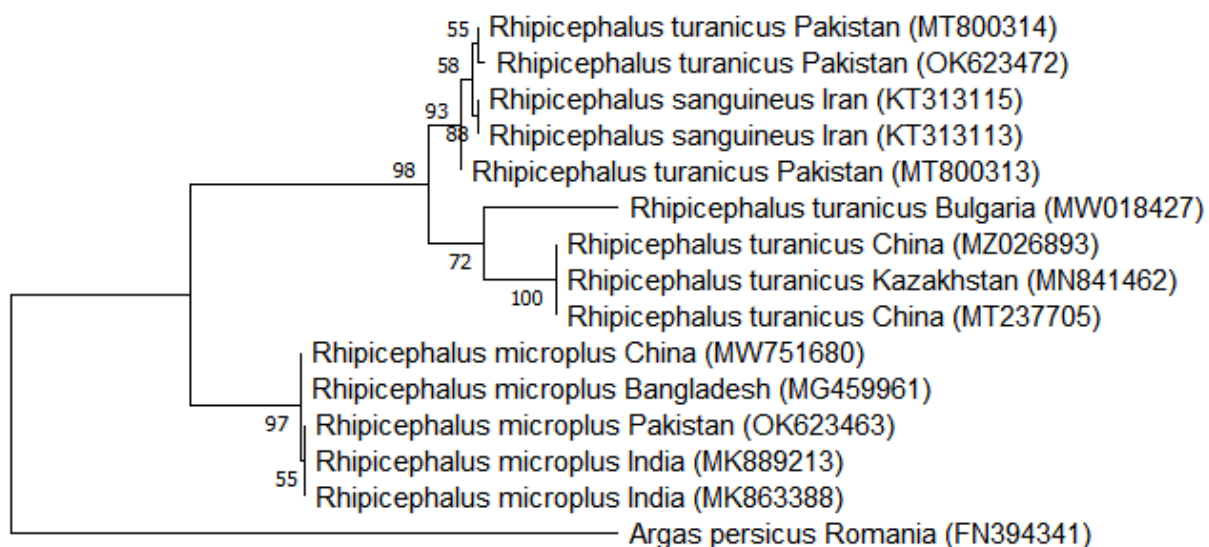 55 Rhipicephalus turanicus Pakistan (MT800314)
58 Rhipicephalus turanicus Pakistan (OK623472)
93 Rhipicephalus sanguineus Iran (KT313115)
88 Rhipicephalus sanguineus Iran (KT313113)
98 Rhipicephalus turanicus Pakistan (MT800313)
Rhipicephalus turanicus Bulgaria (MW018427)
72 Rhipicephalus turanicus China (MZ026893)
Rhipicephalus turanicus Kazakhstan (MN841462)
100 Rhipicephalus turanicus China (MT237705)
Rhipicephalus microplus China (MW751680)
Rhipicephalus microplus Bangladesh (MG459961)
97 Rhipicephalus microplus Pakistan (OK623463)
Rhipicephalus microplus India (MK889213)
55 Rhipicephalus microplus India (MK863388)
Argas persicus Romania (FN394341)